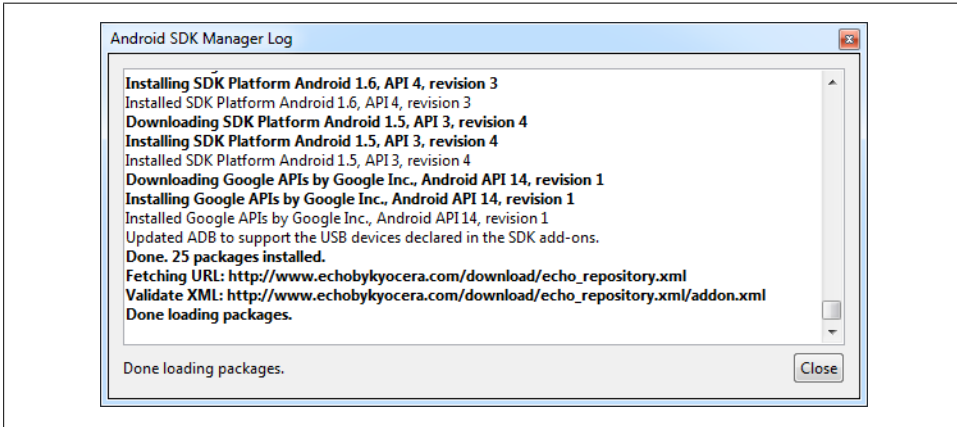 Android SDK Manager Log
Installing SDK Platform Android 1.6, API 4, revision 3
Installed SDK Platform Android 1.6, API 4, revision 3
Downloading SDK Platform Android 1.5, API 3, revision 4
Installing SDK Platform Android 1.5, API 3, revision 4
Installed SDK Platform Android 1.5, API 3, revision 4
Downloading Google APIs by Google Inc., Android API 14, revision 1
Installing Google APIs by Google Inc., Android API 14, revision 1
Installed Google APIs by Google Inc., Android API 14, revision 1
Updated ADB to support the USB devices declared in the SDK add-ons.
Done. 25 packages installed.
Fetching URL: http://www.echobykyocera.com/download/echo_repository.xml
Validate XML: http://www.echobykyocera.com/download/echo_repository.xml/addon.xml
Done loading packages.
Done loading packages.
Close